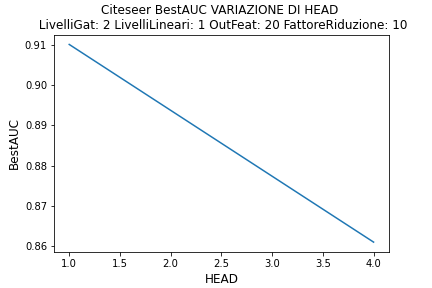 Citeseer BestAUC VARIAZIONE DI HEAD
LivelliGat: 2 LivelliLineari: 1 OutFeat: 20 FattoreRiduzione: 10
0.91
0.90
0.89
0.88
0.87
0.86
BestAUC
1.0 1.5 2.0 2.5 3.0 3.5 4.0
HEAD